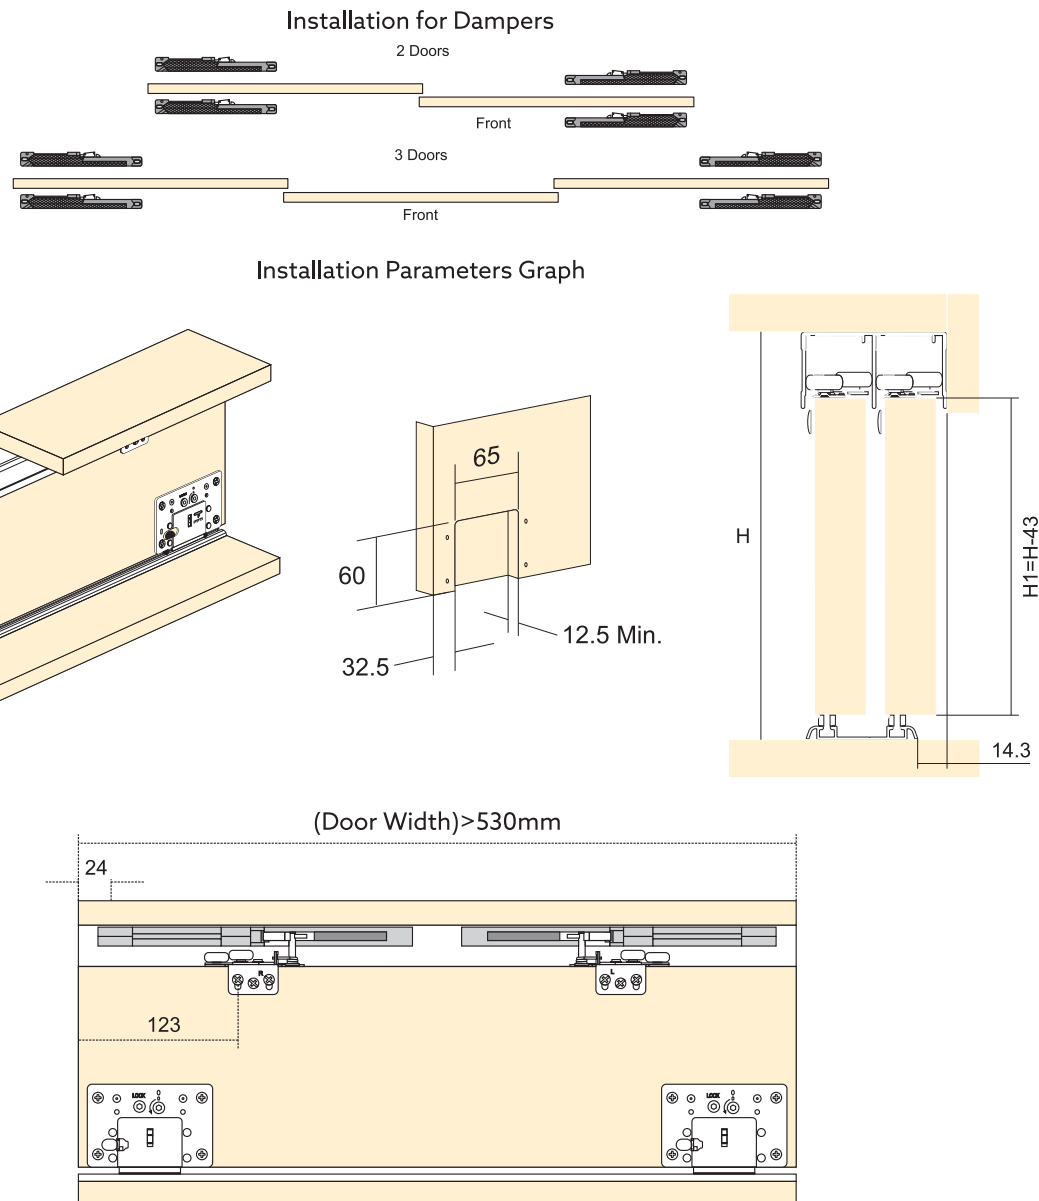 Installation for Dampers
2 Doors
Front
3 Doors
Front
Installation Parameters Graph
65
60
12.5 Min.
32.5
H
H1=H-43
14.3
(Door Width)>530mm
24
R
L
123
LOCK
LOCK